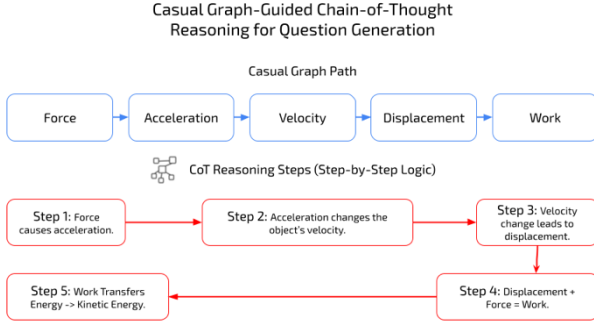 Casual Graph-Guided Chain-of-Thought
Reasoning for Question Generation
Casual Graph Path
Force
Acceleration
Velocity
Displacement
Work
CoT Reasoning Steps (Step-by-Step Logic)
Step 1: Force
causes acceleration.
Step 2: Acceleration changes the
object's velocity.
Step 3: Velocity
change leads to
displacement.
Step 4: Displacement +
Force = Work.
Step 5: Work Transfers
Energy -> Kinetic Energy.